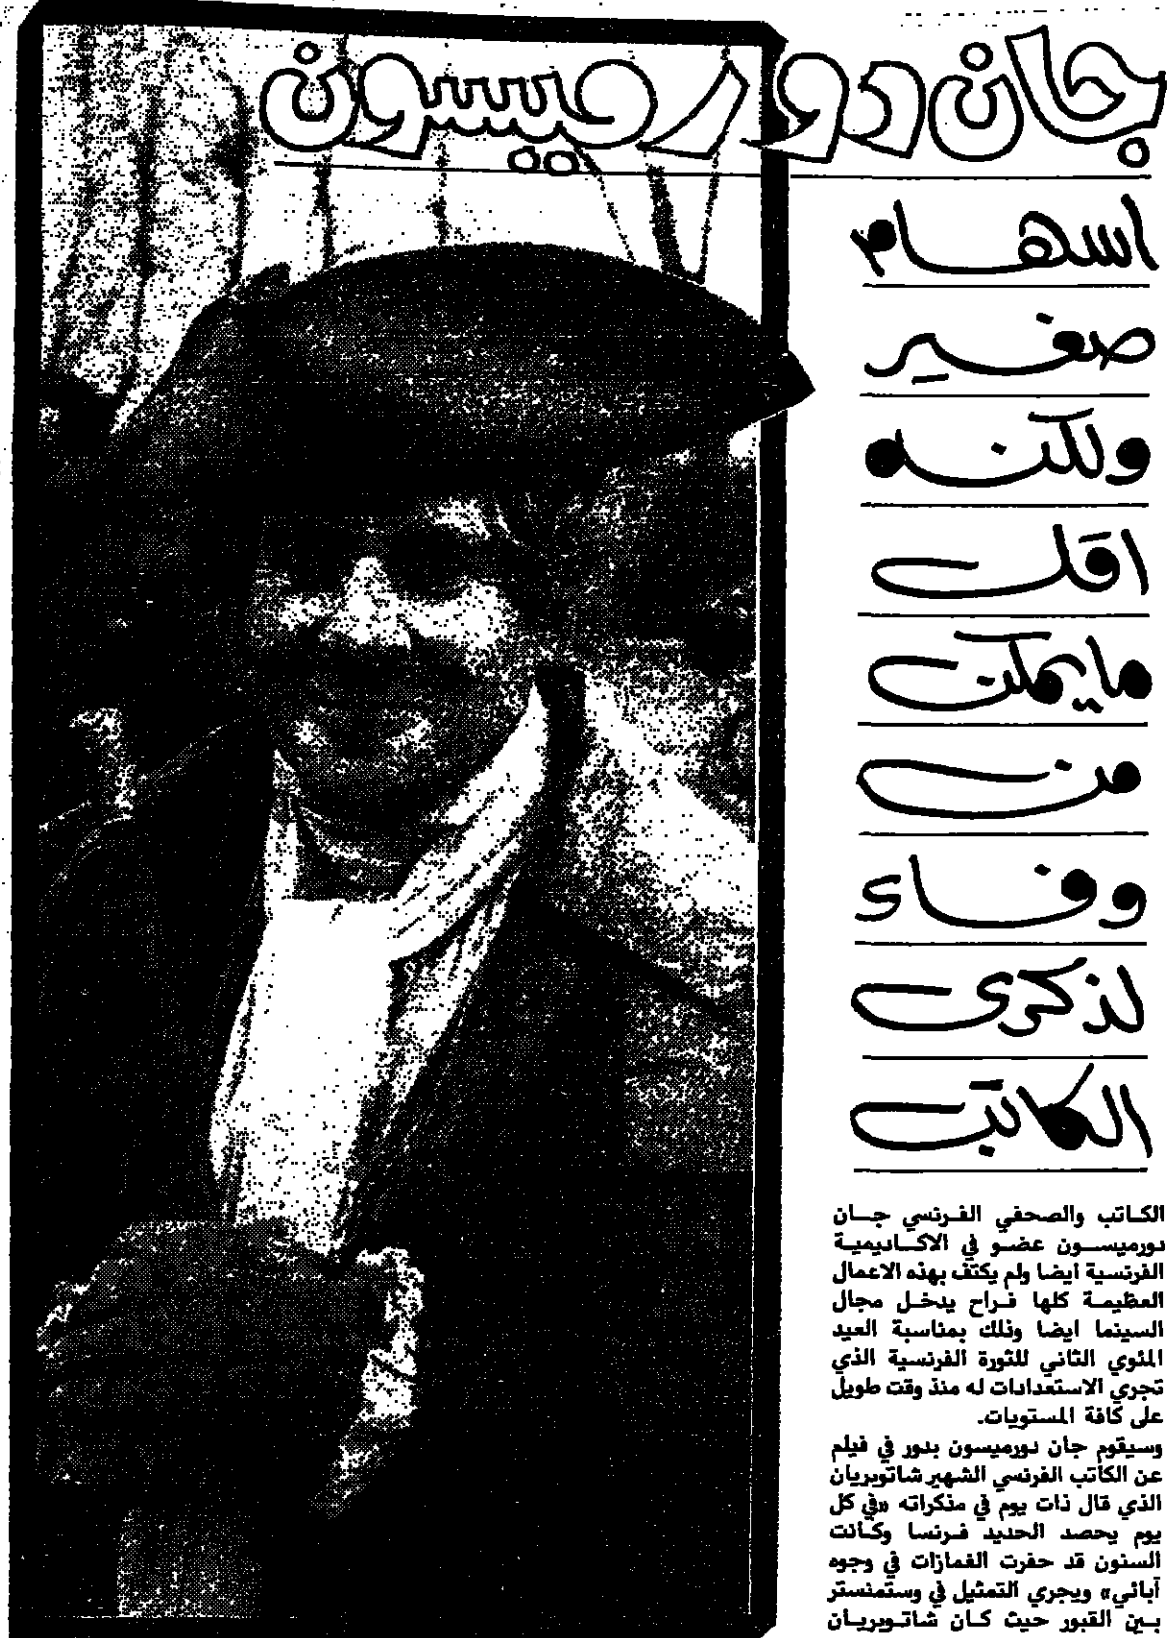 جان دورميسون
اسهام
صغير
ولكنه
اقل
مايمكن
من
وفاء
لذكرى
الكاتب
الكاتب والصحفي الفرنسي جان
دورميسون عضو في الاكاديمية
الفرنسية ايضا ولم يكتف بهذه الاعمال
العظيمة كلها فراح يدخل مجال
السينما ايضا وذلك بمناسبة العيد
المئوي الثاني للثورة الفرنسية الذي
تجري الاستعدادات له منذ وقت طويل
على كافة المستويات.
وسيقوم جان دورميسون بدور في فيلم
عن الكاتب الفرنسي الشهير شاتوبريان
الذي قال ذات يوم في مذكراته «في كل
يوم يحصد الحديد فرنسا وكانت
السنون قد حفرت الغمازات في وجوه
آبائي» ويجري التمثيل في وستمنستر
بين القبور حيث كان شاتوبريان